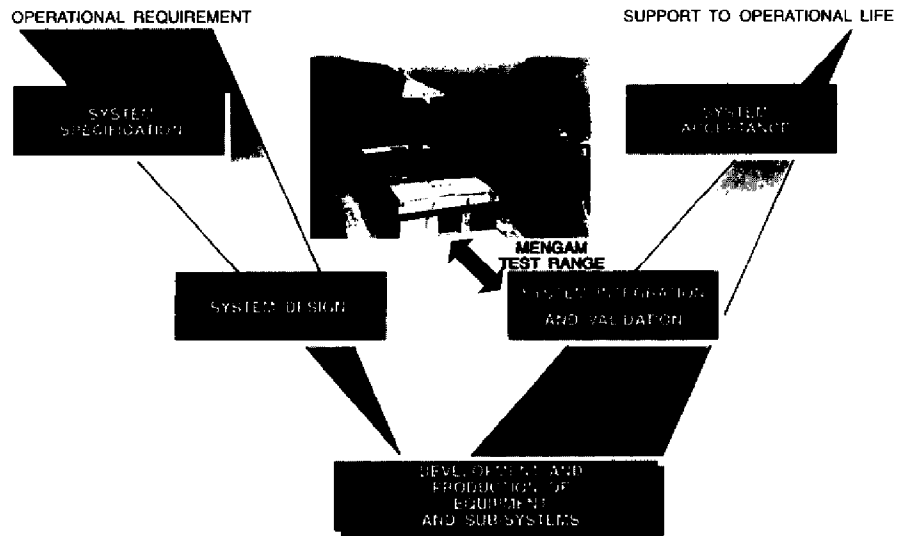 OPERATIONAL REQUIREMENT
SUPPORT TO OPERATIONAL LIFE
SYSTEM
SPECIFICATION
SYSTEM
ACCEPTANCE
MENGAM
TEST RANGE
SYSTEM DESIGN
SYSTEM INTEGRATION
AND VALIDATION
DEVELOPMENT AND
PRODUCTION OF
EQUIPMENT
AND SUB-SYSTEMS